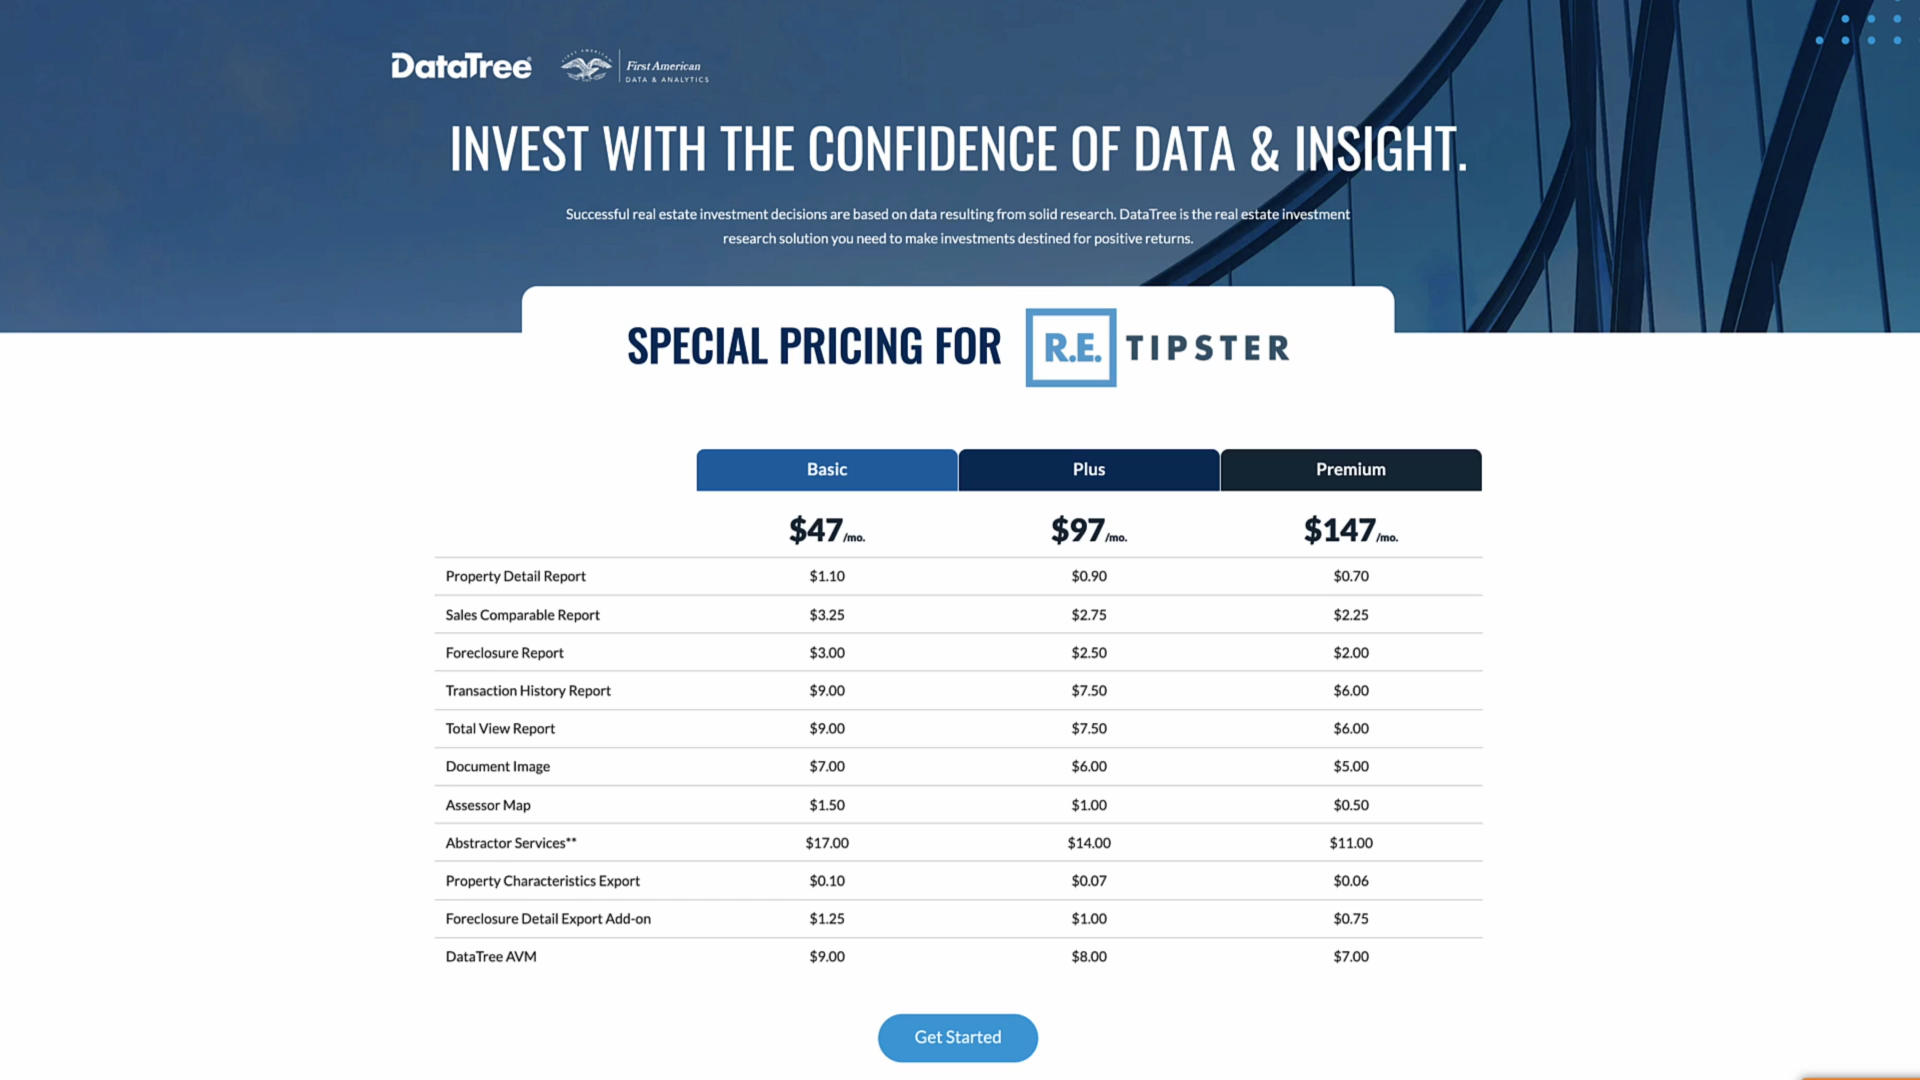 DataTree
FIRST AMERICAN
First American
DATA & ANALYTICS
INVEST WITH THE CONFIDENCE OF DATA & INSIGHT.
Successful real estate investment decisions are based on data resulting from solid research. DataTree is the real estate investment
research solution you need to make investments destined for positive returns.
SPECIAL PRICING FOR R.E. TIPSTER
Basic Plus Premium
$47/mo. $97/mo. $147/mo.
Property Detail Report $1.10 $0.90 $0.70
Sales Comparable Report $3.25 $2.75 $2.25
Foreclosure Report $3.00 $2.50 $2.00
Transaction History Report $9.00 $7.50 $6.00
Total View Report $9.00 $7.50 $6.00
Document Image $7.00 $6.00 $5.00
Assessor Map $1.50 $1.00 $0.50
Abstractor Services** $17.00 $14.00 $11.00
Property Characteristics Export $0.10 $0.07 $0.06
Foreclosure Detail Export Add-on $1.25 $1.00 $0.75
DataTree AVM $9.00 $8.00 $7.00
Get Started